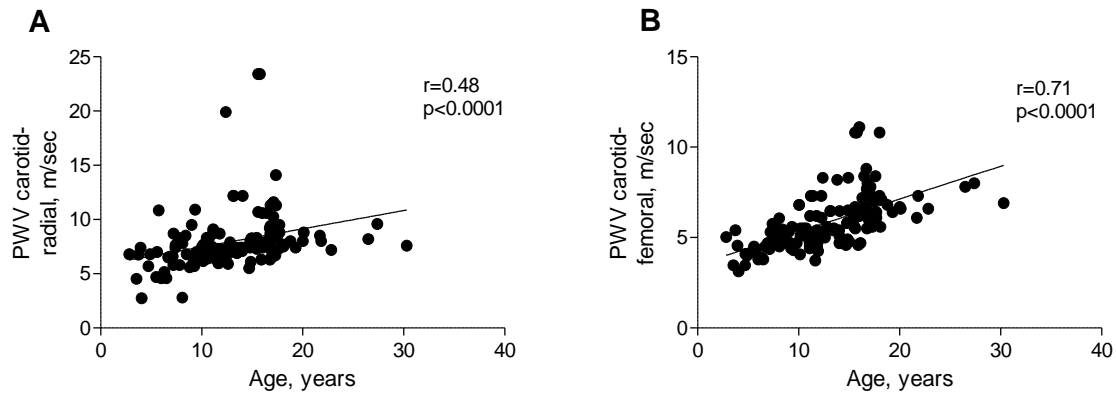 A
25
20
15
10
5
0
0
10
20
30
40
PWV carotid-
radial, m/sec
Age, years
r=0.48
p<0.0001
B
15
10
5
0
0
10
20
30
40
PWV carotid-
femoral, m/sec
Age, years
r=0.71
p<0.0001